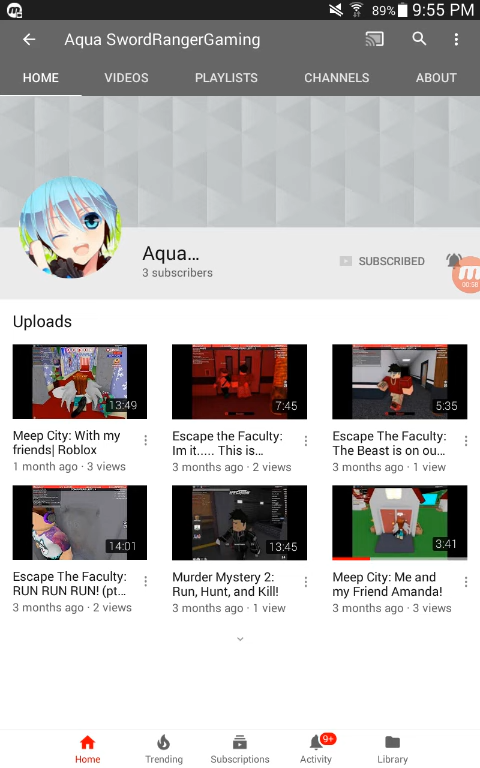 89% 9:55 PM
Aqua SwordRangerGaming
HOME VIDEOS PLAYLISTS CHANNELS ABOUT
Aqua...
3 subscribers
SUBSCRIBED
00:58
Uploads
13:49
7:45
5:35
Meep City: With my
friends| Roblox
1 month ago · 3 views
Escape the Faculty:
Im it..... This is...
3 months ago · 2 views
Escape The Faculty:
The Beast is on ou...
3 months ago · 1 view
14:01
13:45
3:41
Escape The Faculty:
RUN RUN RUN! (pt...
3 months ago · 2 views
Murder Mystery 2:
Run, Hunt, and Kill!
3 months ago · 1 view
Meep City: Me and
my Friend Amanda!
3 months ago · 3 views
9+
Home Trending Subscriptions Activity Library